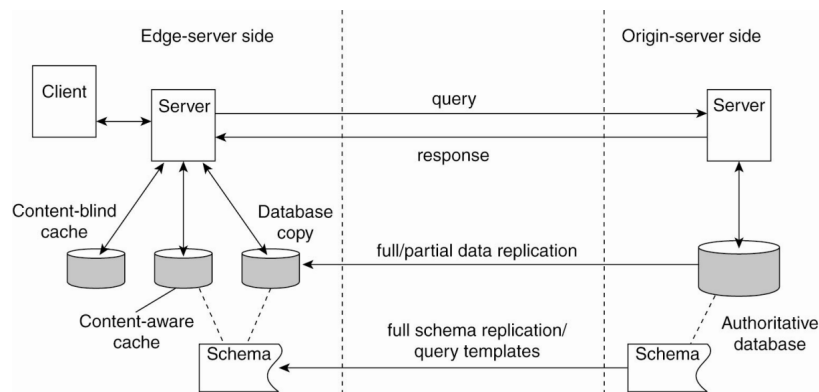 Edge-server side
Origin-server side
Client
Server
query
Server
response
Content-blind
cache
Database
copy
full/partial data replication
Content-aware
cache
Authoritative
database
full schema replication/
query templates
Schema
Schema